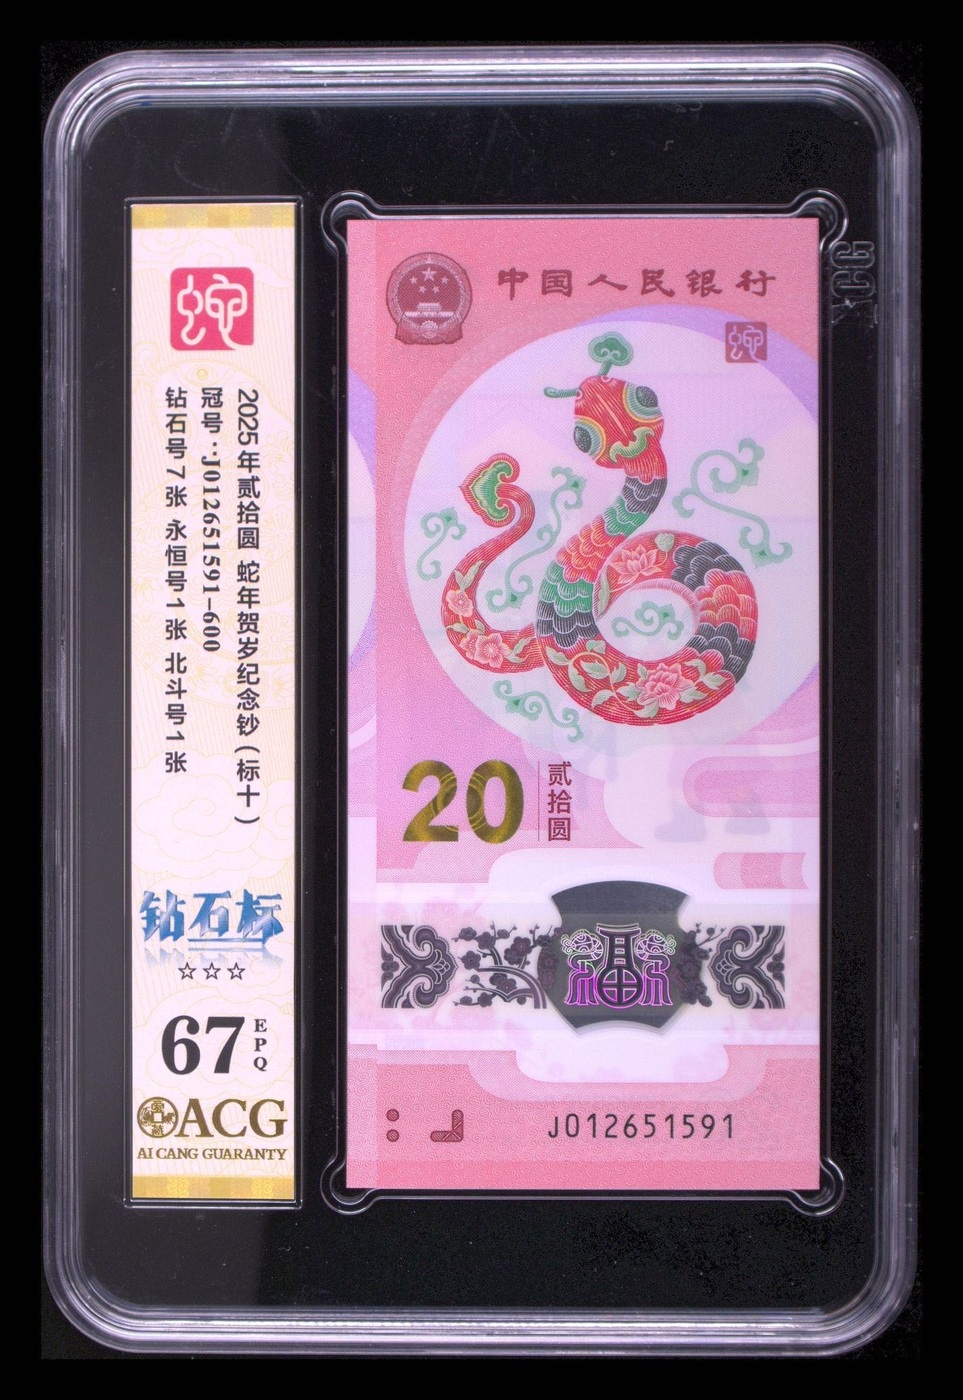 蛇
2025年贰拾圆 蛇年贺岁纪念钞(标十)
冠号:J012651591-600
钻石号7张 永恒号1张 北斗号1张
钻石标
☆☆☆
67 EPQ
ACG
AI CANG GUARANTY
中国人民银行
蛇
20 贰拾圆
福
J012651591
ACG